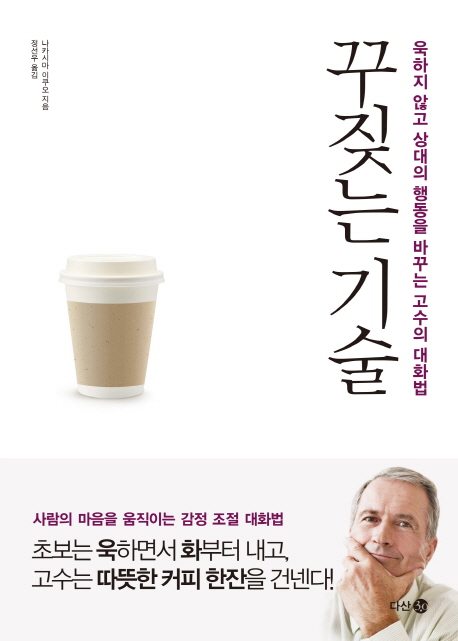 욱하지 않고 상대의 행동을 바꾸는 고수의 대화법
꾸짖는 기술
나카시마 이쿠오 지음
정선우 옮김
사람의 마음을 움직이는 감정 조절 대화법
초보는 욱하면서 화부터 내고,
고수는 따뜻한 커피 한잔을 건넨다!
다산 3.0